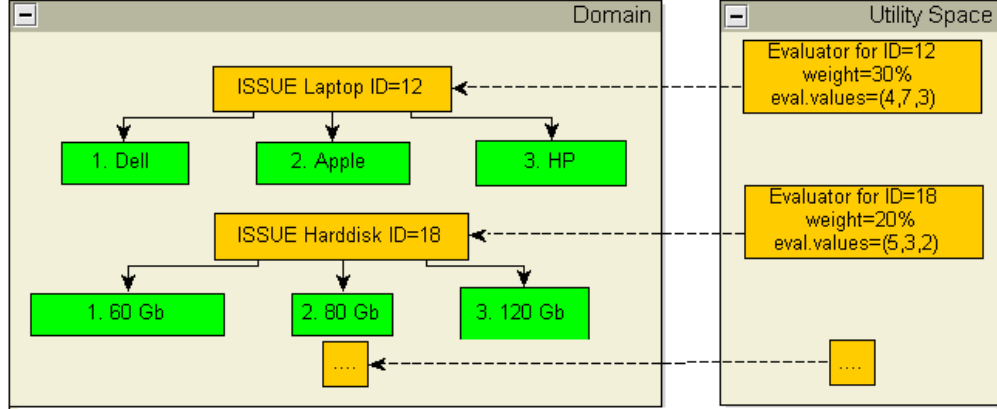 Domain
ISSUE Laptop ID=12
1. Dell
2. Apple
3. HP
ISSUE Harddisk ID=18
1. 60 Gb
2. 80 Gb
3. 120 Gb
....
Utility Space
Evaluator for ID=12
weight=30%
eval.values=(4,7,3)
Evaluator for ID=18
weight=20%
eval.values=(5,3,2)
....